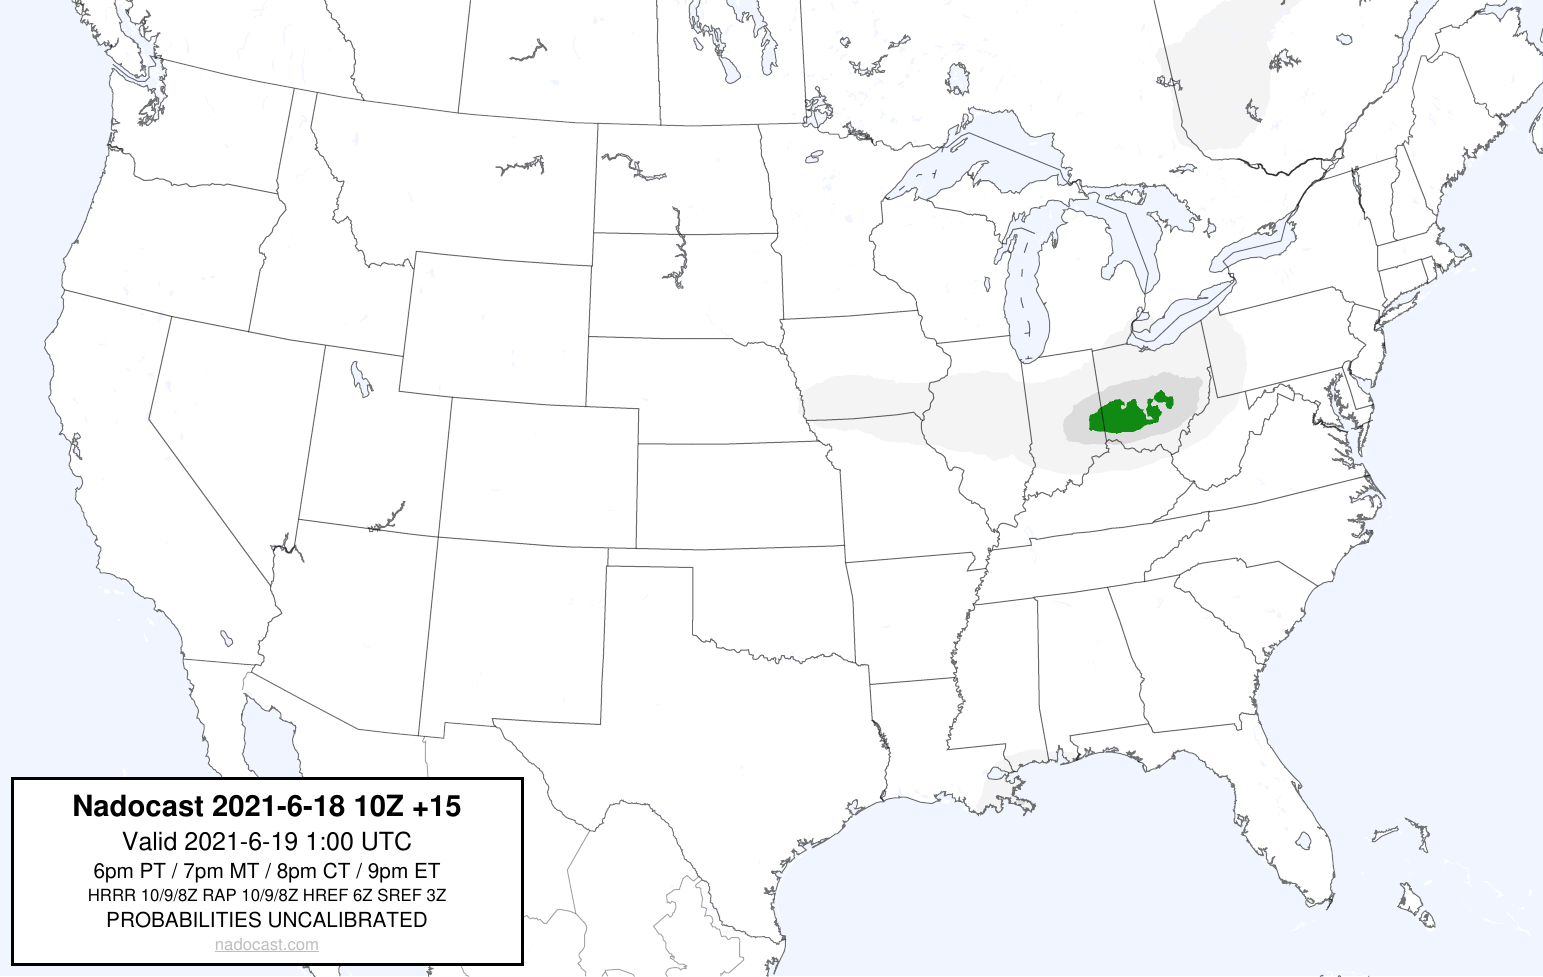 Nadocast 2021-6-18 10Z +15
Valid 2021-6-19 1:00 UTC
6pm PT / 7pm MT / 8pm CT / 9pm ET
HRRR 10/9/8Z RAP 10/9/8Z HREF 6Z SREF 3Z
PROBABILITIES UNCALIBRATED
nadocast.com